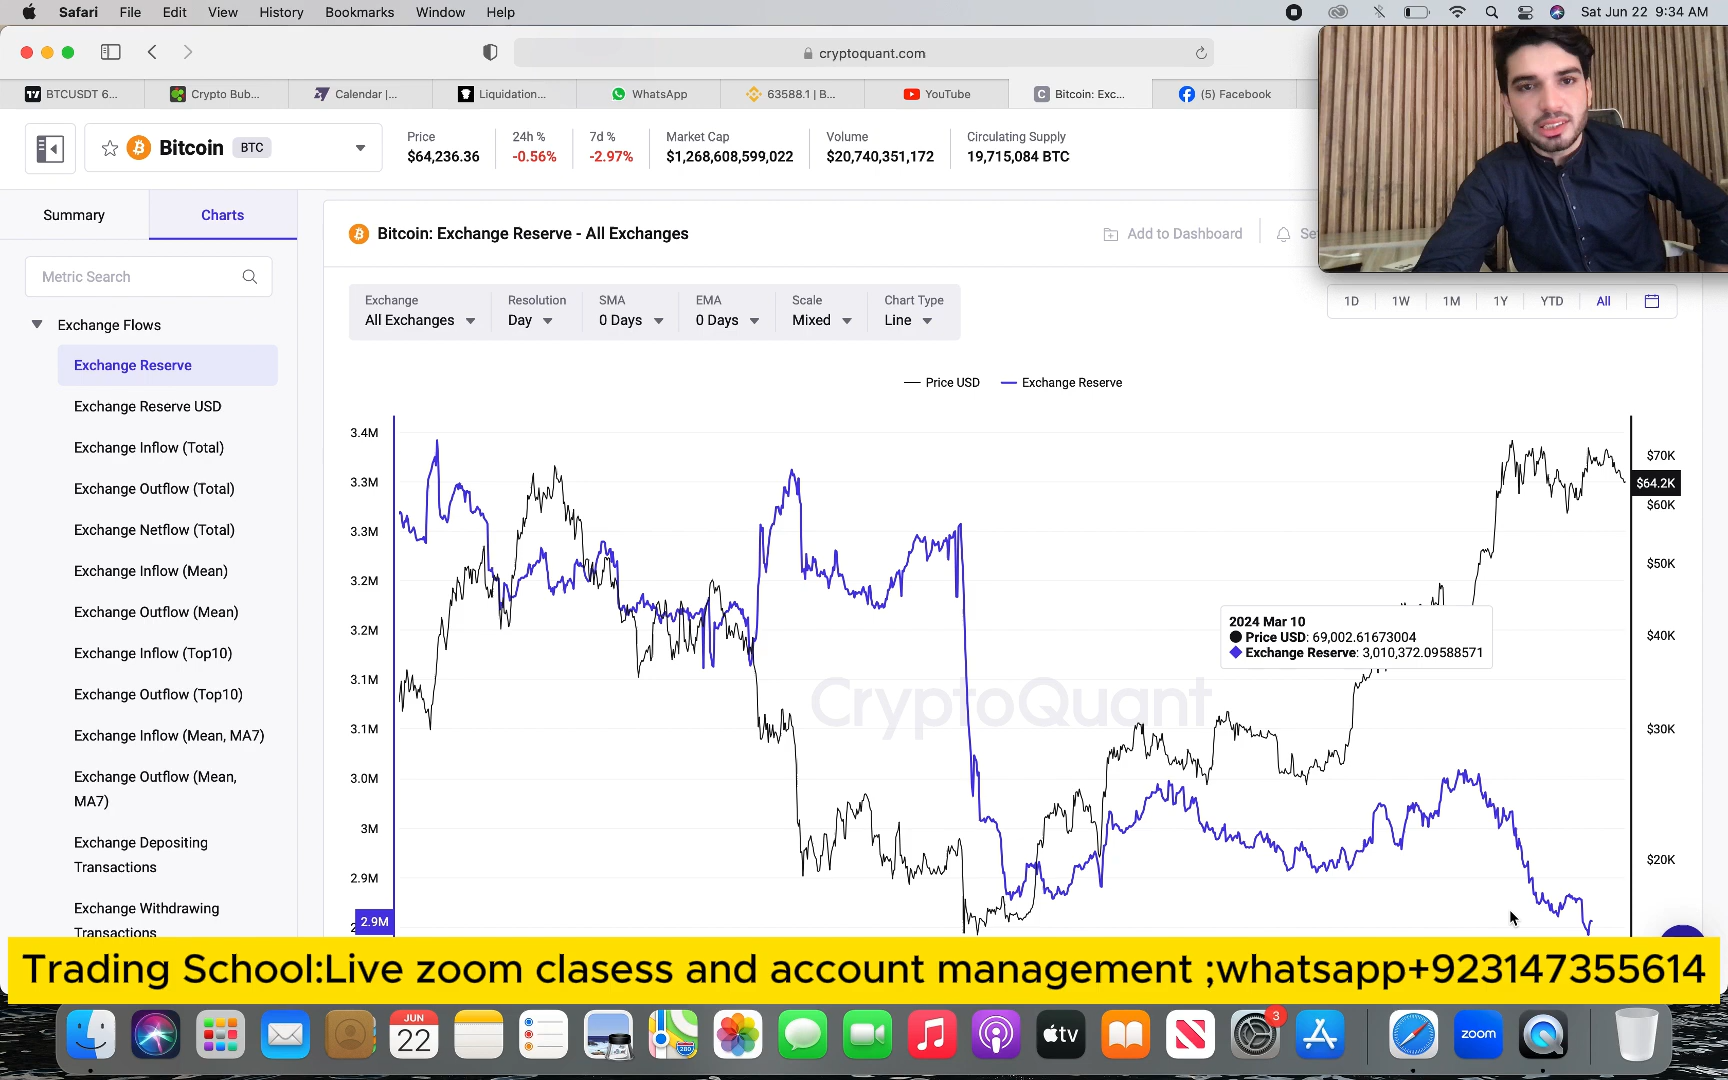 Safari File Edit View History Bookmarks Window Help Sat Jun 22 9:34 AM
cryptoquant.com
BTCUSDT 6... Crypto Bub... Calendar |... Liquidation... WhatsApp 63588.1 | B... YouTube Bitcoin: Exc... (5) Facebook
Bitcoin BTC
Price 24h % 7d % Market Cap Volume Circulating Supply
$64,236.36 -0.56% -2.97% $1,268,608,599,022 $20,740,351,172 19,715,084 BTC
Summary Charts
Metric Search
Exchange Flows
Exchange Reserve
Exchange Reserve USD
Exchange Inflow (Total)
Exchange Outflow (Total)
Exchange Netflow (Total)
Exchange Inflow (Mean)
Exchange Outflow (Mean)
Exchange Inflow (Top10)
Exchange Outflow (Top10)
Exchange Inflow (Mean, MA7)
Exchange Outflow (Mean,
MA7)
Exchange Depositing
Transactions
Exchange Withdrawing
Transactions
Bitcoin: Exchange Reserve - All Exchanges
Add to Dashboard
Exchange Resolution SMA EMA Scale Chart Type
All Exchanges Day 0 Days 0 Days Mixed Line
1D 1W 1M 1Y YTD All
Price USD Exchange Reserve
3.4M
3.3M
3.3M
3.2M
3.2M
3.1M
3.1M
3.0M
3M
2.9M
2.9M
$70K
$64.2K
$60K
$50K
$40K
$30K
$20K
CryptoQuant
2024 Mar 10
Price USD: 69,002.61673004
Exchange Reserve: 3,010,372.09588571
Trading School:Live zoom clasess and account management ;whatsapp+923147355614
JUN
22
280
tv
3
zoom